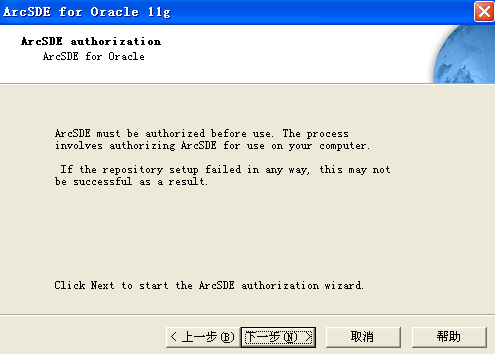 ArcSDE for Oracle 11g
ArcSDE authorization
ArcSDE for Oracle
ArcSDE must be authorized before use. The process
involves authorizing ArcSDE for use on your computer.
If the repository setup failed in any way, this may not
be successful as a result.
Click Next to start the ArcSDE authorization wizard.
< 上一步(B) 下一步(N) > 取消 帮助